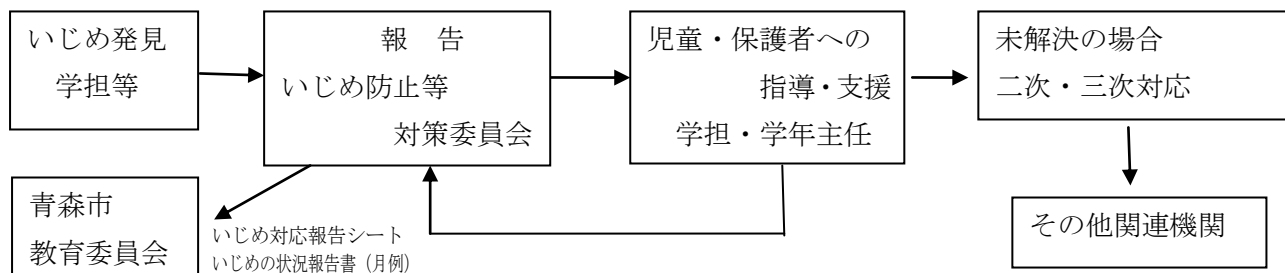 いじめ発見
学担等
報　告
いじめ防止等
対策委員会
児童・保護者への
指導・支援
学担・学年主任
未解決の場合
二次・三次対応
青森市
教育委員会
いじめ対応報告シート
いじめの状況報告書（月例）
その他関連機関